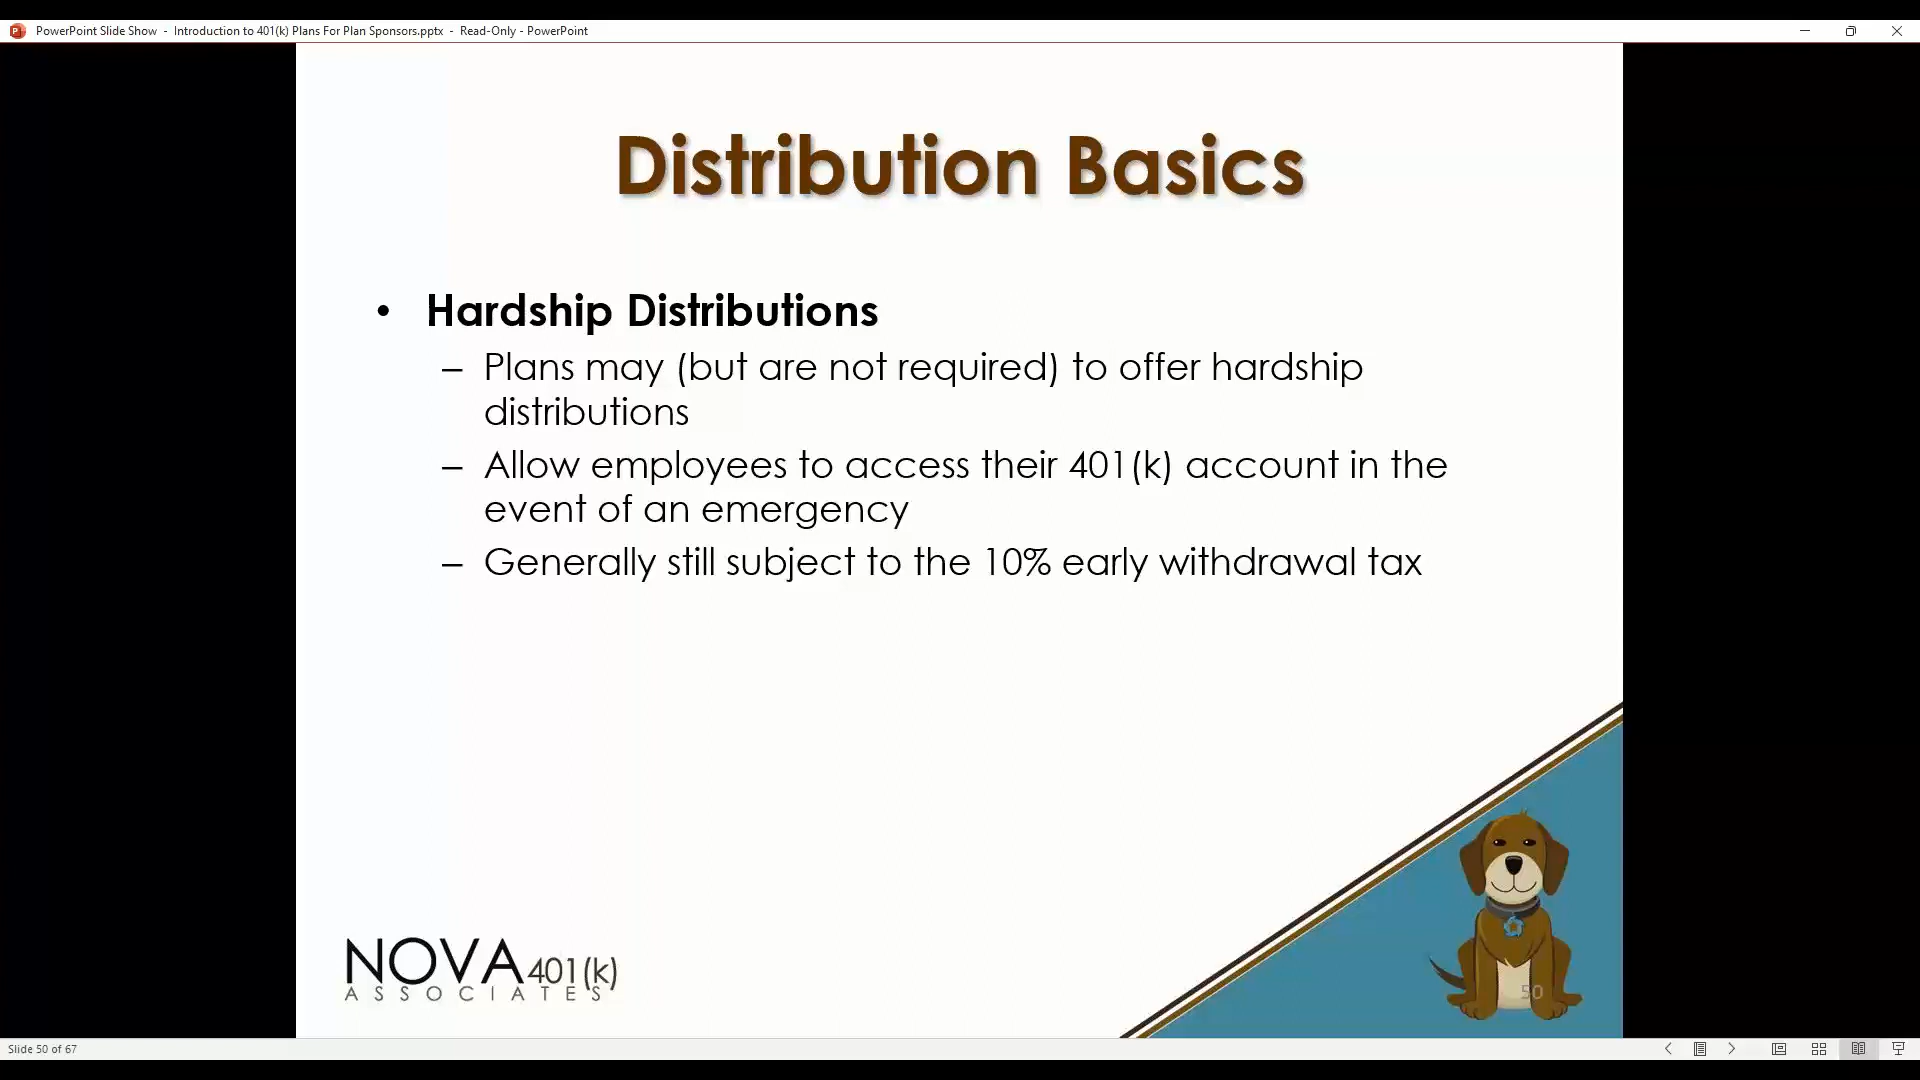 PowerPoint Slide Show - Introduction to 401(k) Plans For Plan Sponsors.pptx - Read-Only - PowerPoint
Distribution Basics
• Hardship Distributions
– Plans may (but are not required) to offer hardship
distributions
– Allow employees to access their 401(k) account in the
event of an emergency
– Generally still subject to the 10% early withdrawal tax
NOVA 401(k)
ASSOCIATES
50
Slide 50 of 67